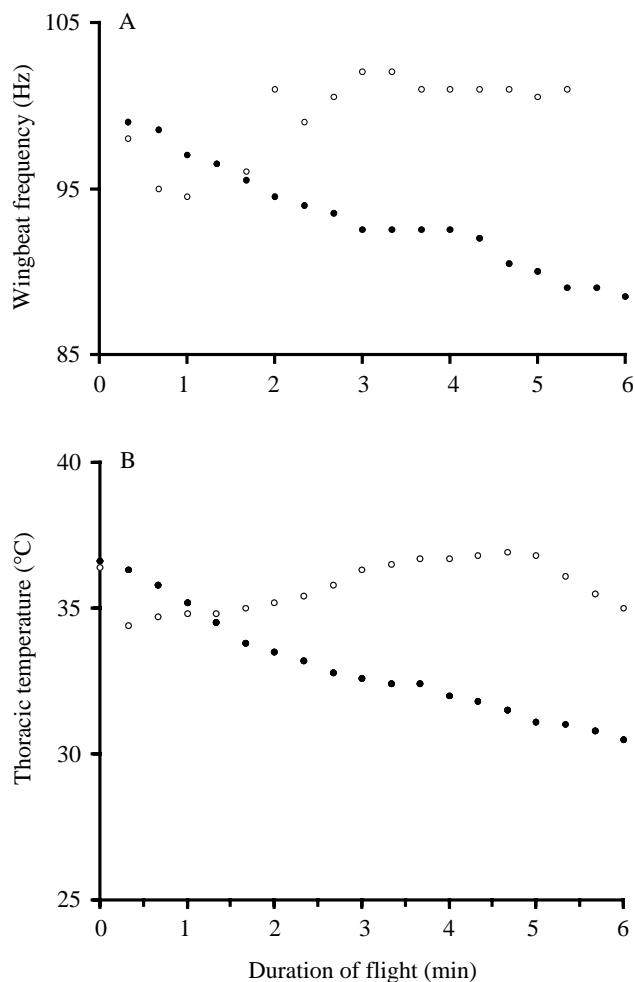 A
105
95
85
Wingbeat frequency (Hz)
0 1 2 3 4 5 6
B
40
35
30
25
Thoracic temperature (°C)
0 1 2 3 4 5 6
Duration of flight (min)